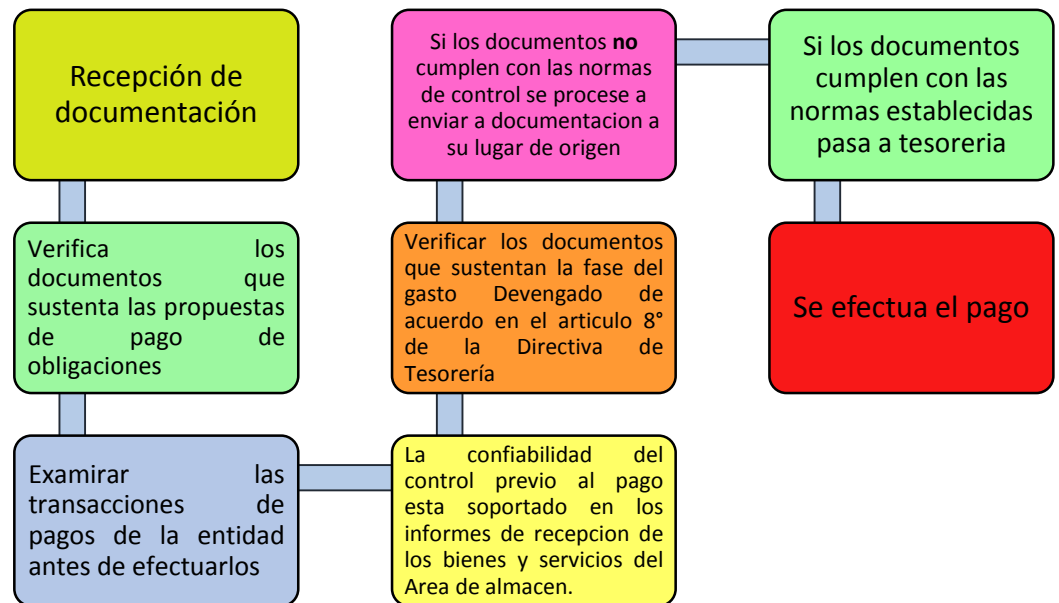 Recepción de
documentación
Verifica los
documentos que
sustenta las propuestas
de pago de
obligaciones
Examirar las
transacciones de
pagos de la entidad
antes de efectuarlos
La confiabilidad del
control previo al pago
esta soportado en los
informes de recepcion de
los bienes y servicios del
Area de almacen.
Verificar los documentos
que sustentan la fase del
gasto Devengado de
acuerdo en el articulo 8°
de la Directiva de
Tesorería
Si los documentos no
cumplen con las normas
de control se procese a
enviar a documentacion a
su lugar de origen
Si los documentos
cumplen con las
normas establecidas
pasa a tesoreria
Se efectua el pago